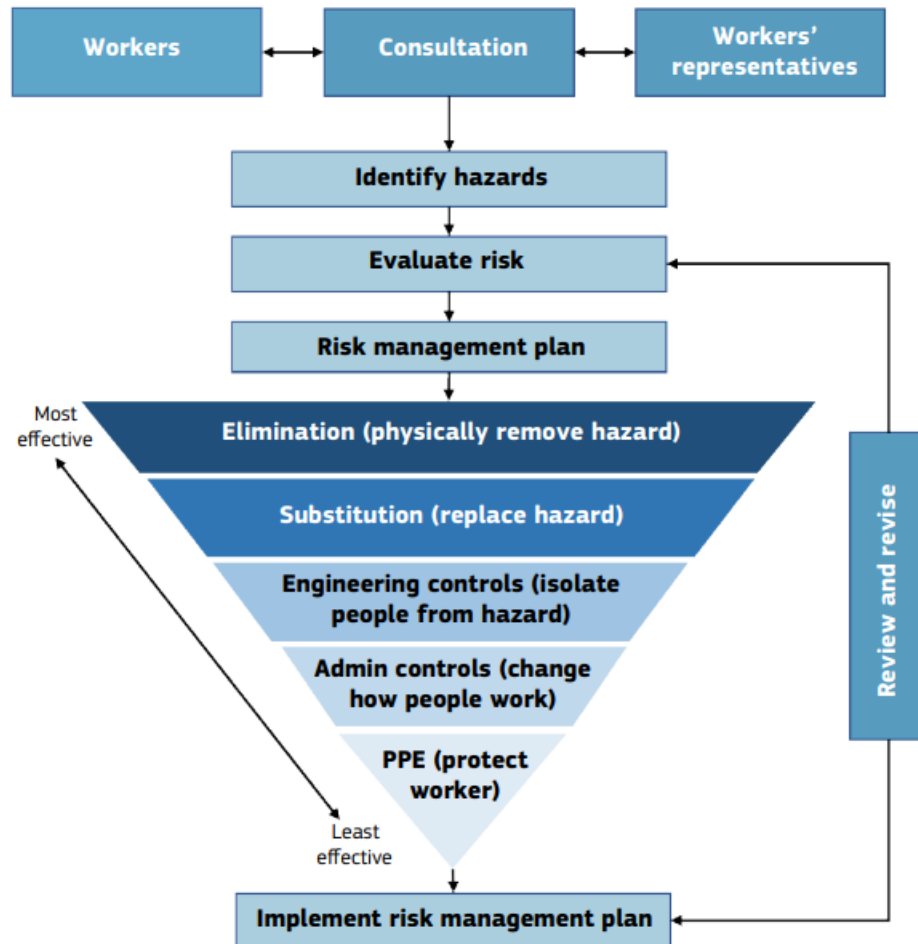 Workers
Consultation
Workers'
representatives
Identify hazards
Evaluate risk
Risk management plan
Most
effective
Elimination (physically remove hazard)
Substitution (replace hazard)
Engineering controls (isolate
people from hazard)
Admin controls (change
how people work)
PPE (protect
worker)
Least
effective
Review and revise
Implement risk management plan